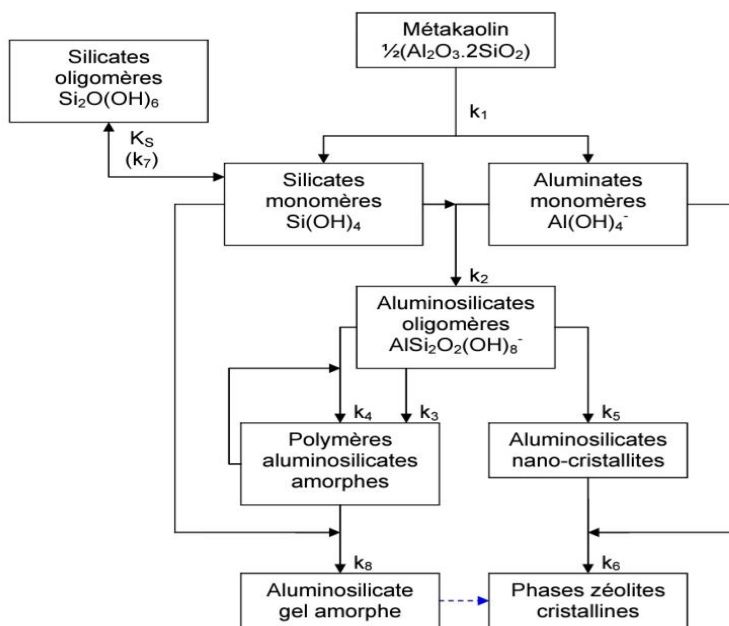 Métakaolin
½(Al₂O₃.2SiO₂)
Silicates
oligomères
Si₂O(OH)₆
k₁
K_S
(k₇)
Silicates
monomères
Si(OH)₄
Aluminates
monomères
Al(OH)₄⁻
k₂
Aluminosilicates
oligomères
AlSi₂O₂(OH)₈⁻
k₄
k₃
k₅
Polymères
aluminosilicates
amorphes
Aluminosilicates
nano-cristallites
k₈
k₆
Aluminosilicate
gel amorphe
Phases zéolites
cristallines